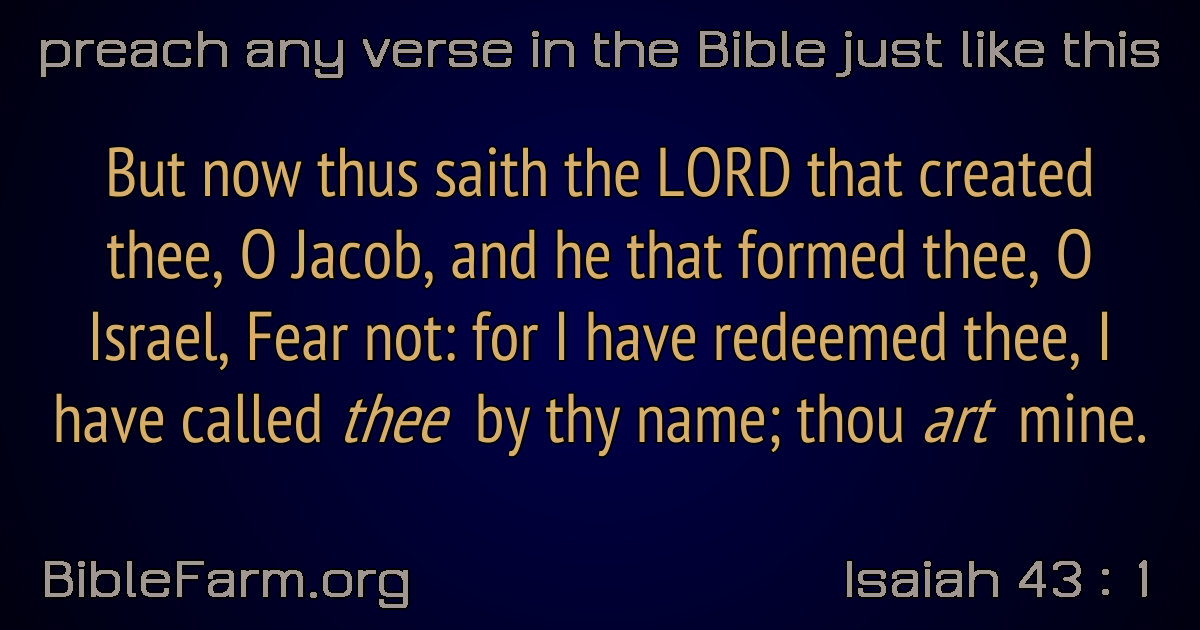 preach any verse in the Bible just like this
But now thus saith the LORD that created
thee, O Jacob, and he that formed thee, O
Israel, Fear not: for I have redeemed thee, I
have called thee by thy name; thou art mine.
BibleFarm.org
Isaiah 43 : 1